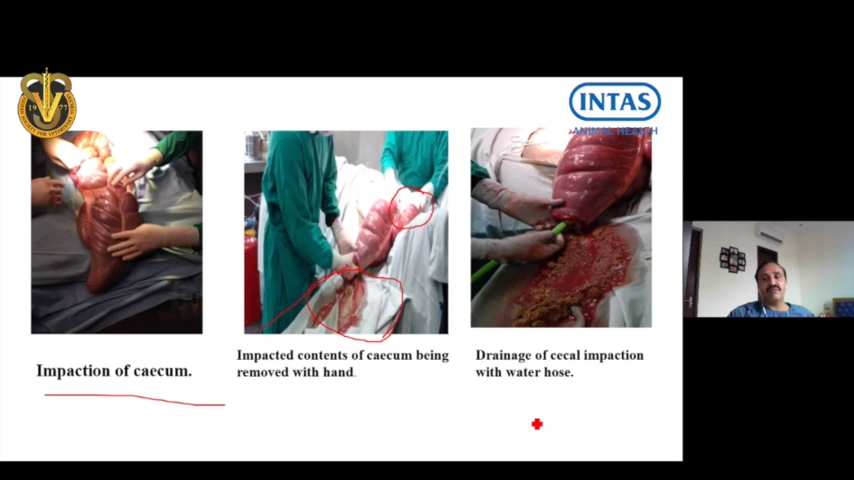 INTAS
ANIMAL HEALTH
1977
Impaction of caecum.
Impacted contents of caecum being
removed with hand.
Drainage of cecal impaction
with water hose.